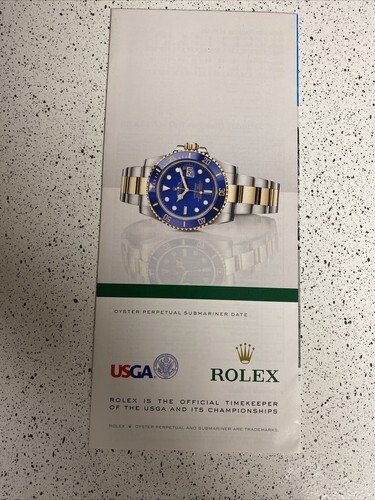 OYSTER PERPETUAL SUBMARINER DATE
USGA
ROLEX
ROLEX IS THE OFFICIAL TIMEKEEPER
OF THE USGA AND ITS CHAMPIONSHIPS
ROLEX & OYSTER PERPETUAL AND SUBMARINER ARE TRADEMARKS.